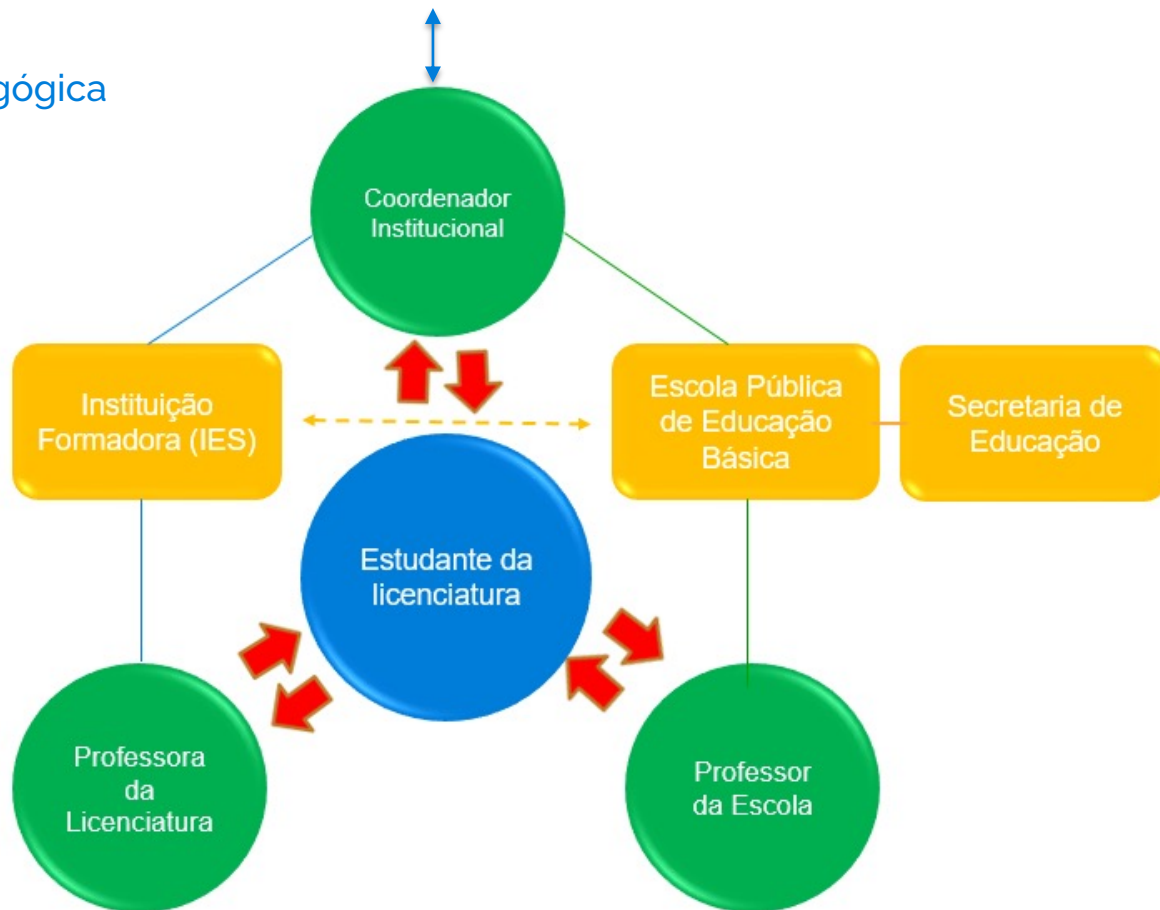 gógica
Coordenador
Institucional
Instituição
Formadora (IES)
Escola Pública
de Educação
Básica
Secretaria de
Educação
Estudante da
licenciatura
Professora
da
Licenciatura
Professor
da Escola